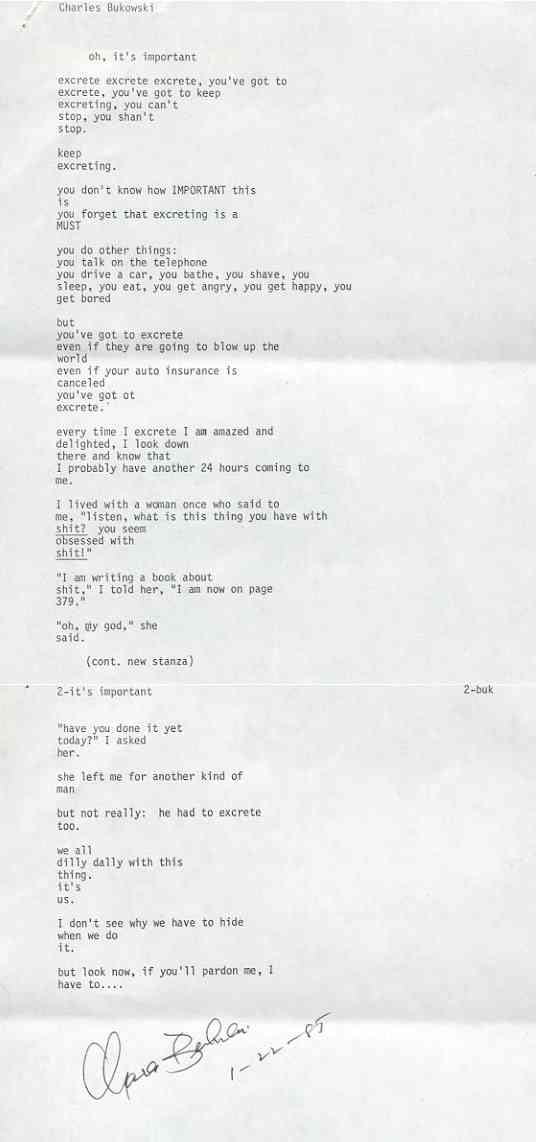 Charles Bukowski
oh, it's important
excrete excrete excrete, you've got to
excrete, you've got to keep
excreting, you can't
stop, you shan't
stop.
keep
excreting.
you don't know how IMPORTANT this
is
you forget that excreting is a
MUST
you do other things:
you talk on the telephone
you drive a car, you bathe, you shave, you
sleep, you eat, you get angry, you get happy, you
get bored
but
you've got to excrete
even if they are going to blow up the
world
even if your auto insurance is
canceled
you've got ot
excrete.
every time I excrete I am amazed and
delighted, I look down
there and know that
I probably have another 24 hours coming to
me.
I lived with a woman once who said to
me, "listen, what is this thing you have with
shit? you seem
obsessed with
shit!"
"I am writing a book about
shit," I told her, "I am now on page
379."
"oh, my god," she
said.
(cont. new stanza)
2-it's important 2-buk
"have you done it yet
today?" I asked
her.
she left me for another kind of
man
but not really: he had to excrete
too.
we all
dilly dally with this
thing.
it's
us.
I don't see why we have to hide
when we do
it.
but look now, if you'll pardon me, I
have to....
1-22-85